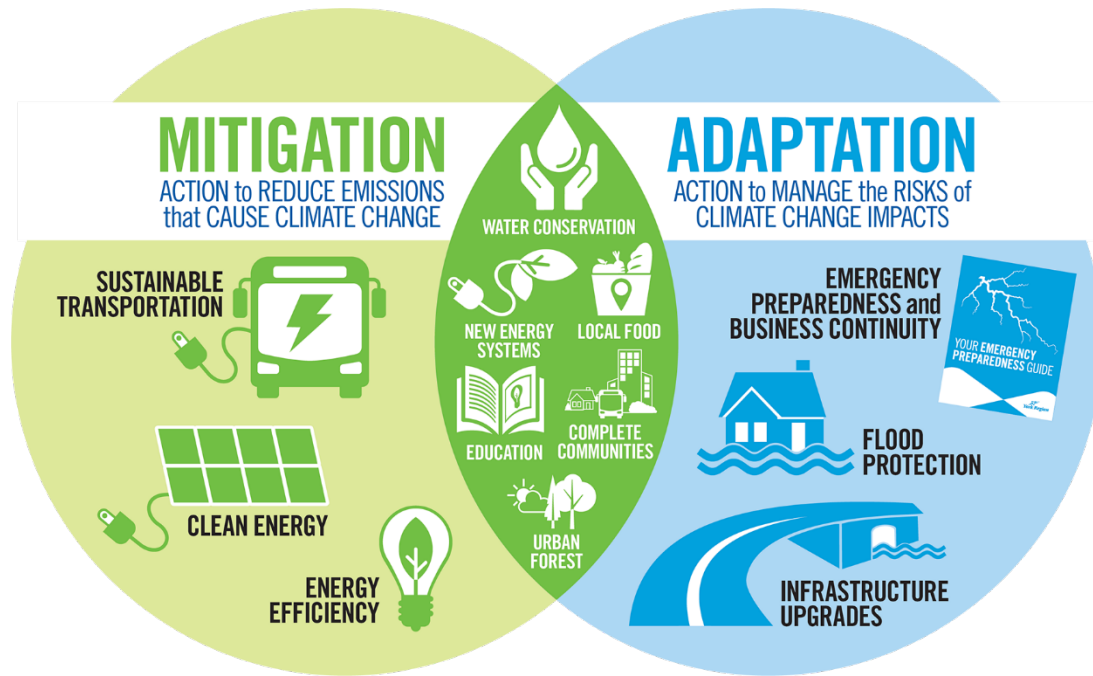 MITIGATION
ACTION to REDUCE EMISSIONS
that CAUSE CLIMATE CHANGE
SUSTAINABLE
TRANSPORTATION
CLEAN ENERGY
ENERGY
EFFICIENCY
WATER CONSERVATION
NEW ENERGY
SYSTEMS
LOCAL FOOD
EDUCATION
COMPLETE
COMMUNITIES
URBAN
FOREST
ADAPTATION
ACTION to MANAGE the RISKS of
CLIMATE CHANGE IMPACTS
EMERGENCY
PREPAREDNESS and
BUSINESS CONTINUITY
YOUR EMERGENCY
PREPAREDNESS GUIDE
FLOOD
PROTECTION
INFRASTRUCTURE
UPGRADES